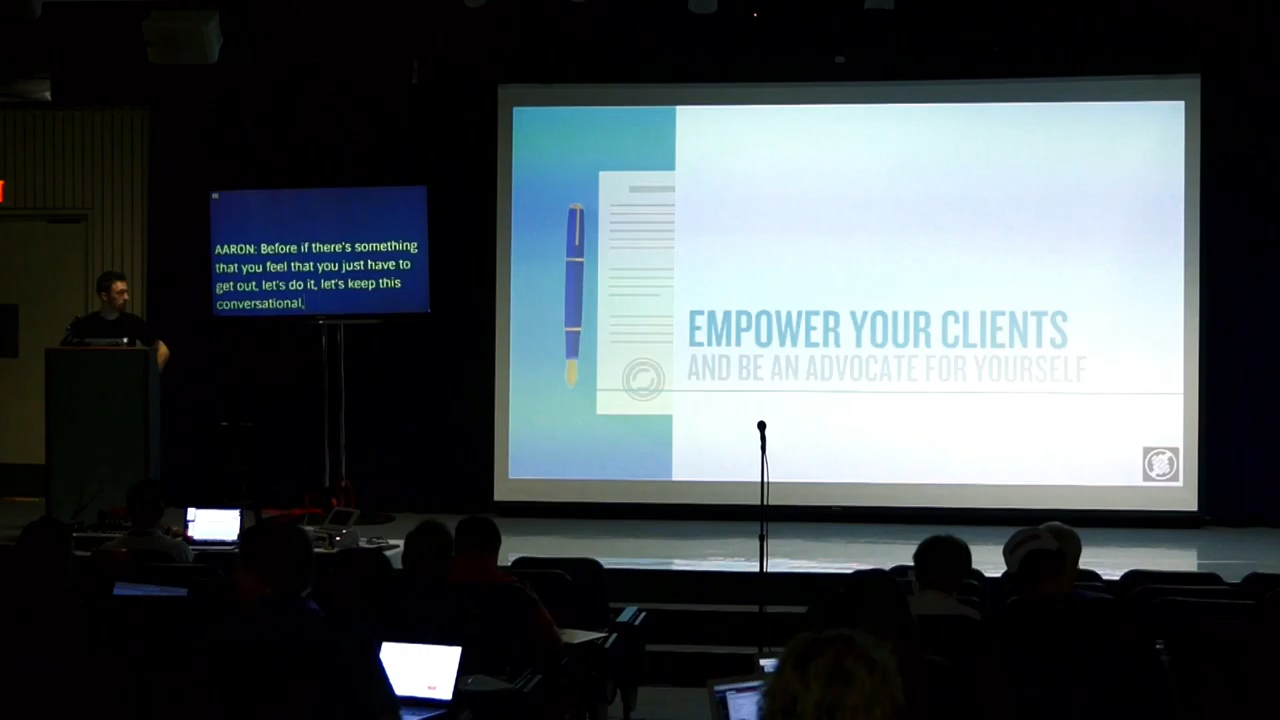 AARON: Before if there's something
that you feel that you just have to
get out, let's do it, let's keep this
conversational,
EMPOWER YOUR CLIENTS
AND BE AN ADVOCATE FOR YOURSELF